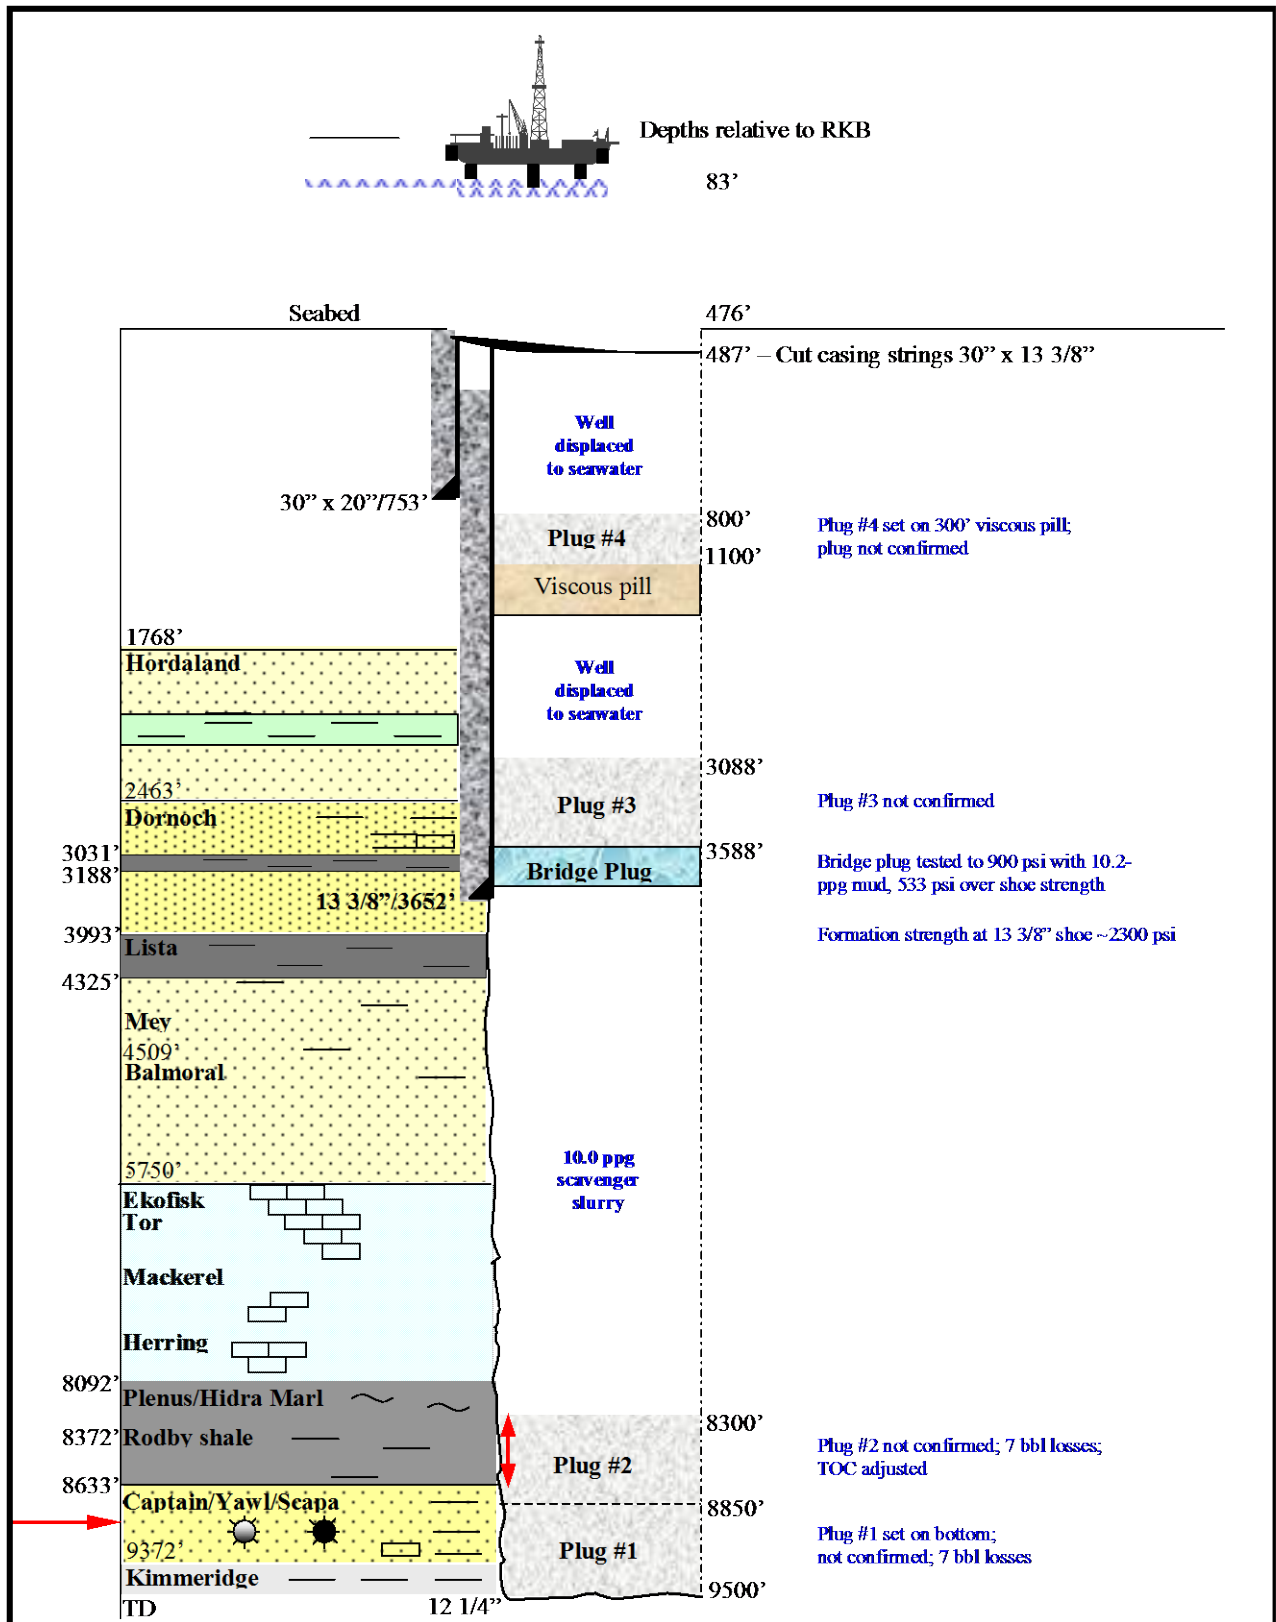 Depths relative to RKB
83’
Seabed
476’
487’ – Cut casing strings 30” x 13 3/8”
Well
displaced
to seawater
30” x 20”/753’
800’
Plug #4
1100’
Plug #4 set on 300’ viscous pill;
plug not confirmed
Viscous pill
1768’
Hordaland
Well
displaced
to seawater
2463’
Dornoch
3031’
3188’
13 3/8”/3652’
3088’
Plug #3
Plug #3 not confirmed
3588’
Bridge Plug
Bridge plug tested to 900 psi with 10.2-
ppg mud, 533 psi over shoe strength
3993’
Lista
4325’
Formation strength at 13 3/8” shoe ~2300 psi
Mey
4509’
Balmoral
5750’
10.0 ppg
scavenger
slurry
Ekofisk
Tor
Mackerel
Herring
8092’
Plenus/Hidra Marl
8372’
Rodby shale
8633’
8300’
Plug #2
Plug #2 not confirmed; 7 bbl losses;
TOC adjusted
Captain/Yawl/Scapa
8850’
9372’
Plug #1
Plug #1 set on bottom;
not confirmed; 7 bbl losses
Kimmeridge
9500’
TD
12 1/4”